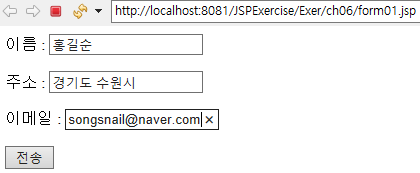 http://localhost:8081/JSPExercise/Exer/ch06/form01.jsp
이름 : 홍길순
주소 : 경기도 수원시
이메일 : songsnail@naver.com
전송